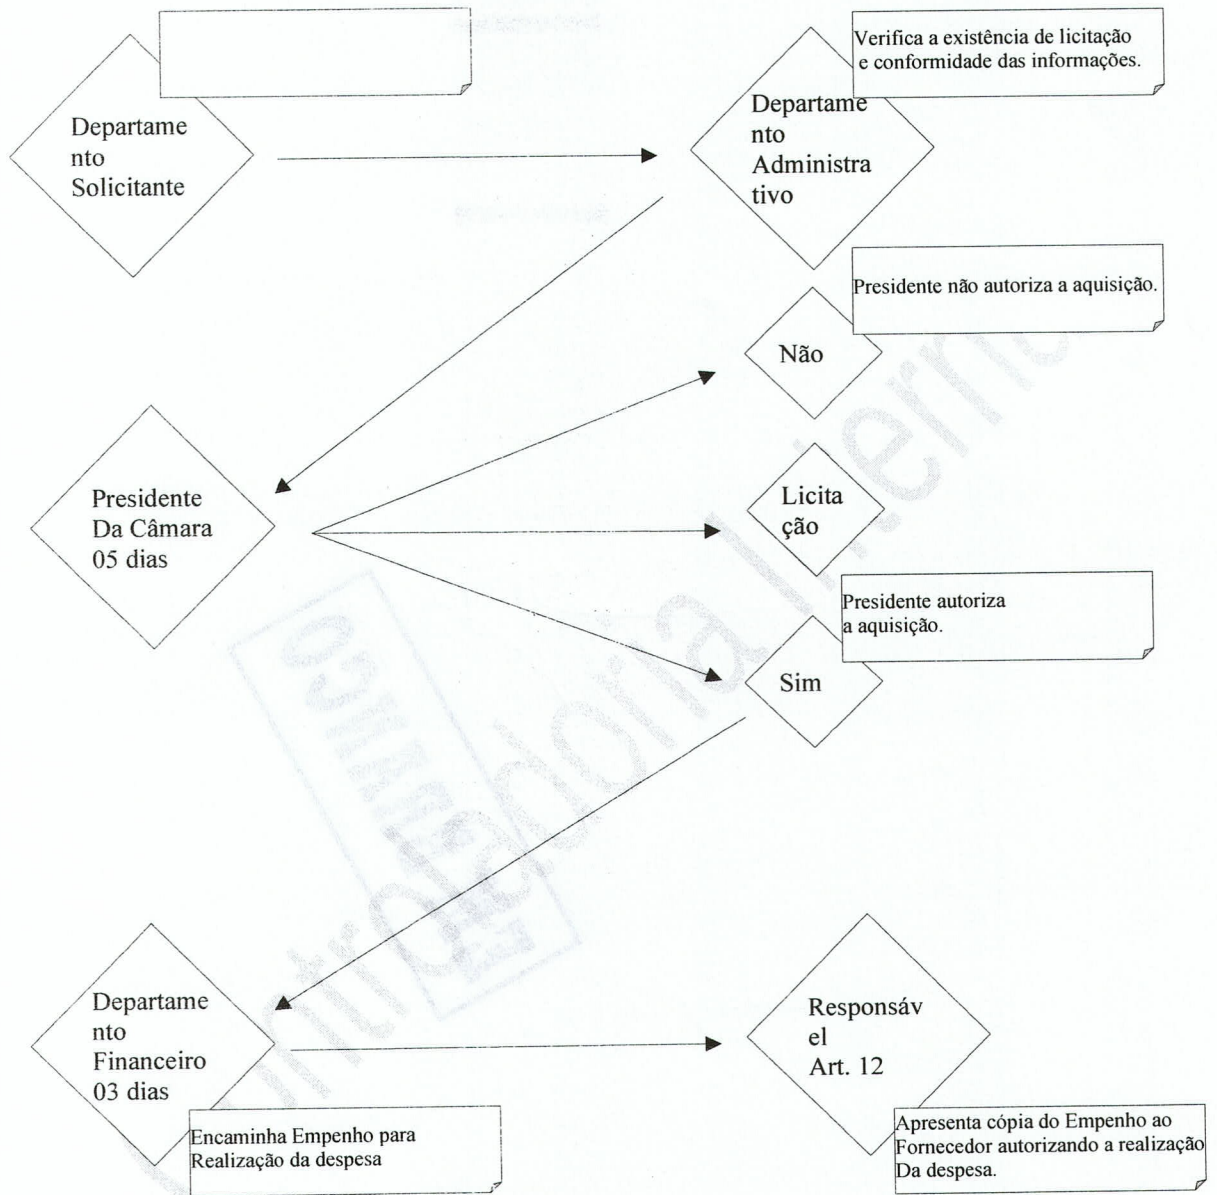 Verifica a existência de licitação
e conformidade das informações.
Departame
nto
Solicitante
Departame
nto
Administra
tivo
Presidente não autoriza a aquisição.
Não
Presidente
Da Câmara
05 dias
Licita
ção
Presidente autoriza
a aquisição.
Sim
Departame
nto
Financeiro
03 dias
Responsáv
el
Art. 12
Encaminha Empenho para
Realização da despesa
Apresenta cópia do Empenho ao
Fornecedor autorizando a realização
Da despesa.